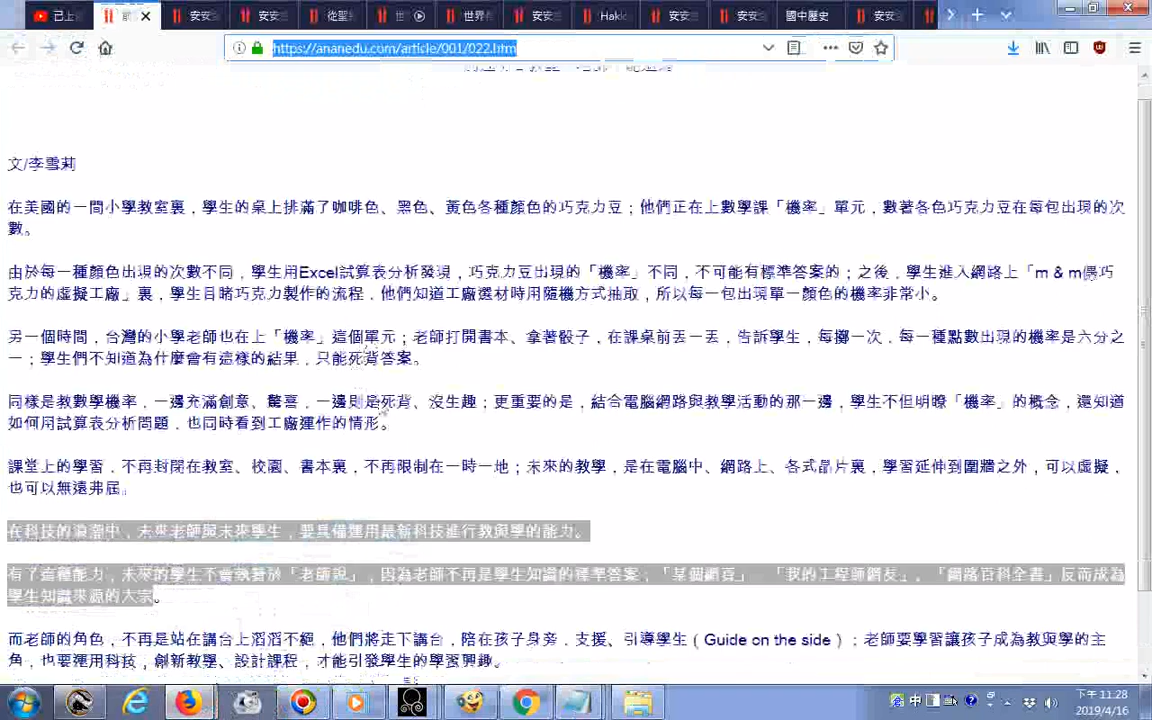 已上
安安
安安
從聖
世
世界
安安
Hakk
安安
安安
國中歷史
安安
https://ananedu.com/article/001/022.htm
文/李雪莉
在美國的一間小學教室裏，學生的桌上排滿了咖啡色、黑色、黃色各種顏色的巧克力豆；他們正在上數學課「機率」單元，數著各色巧克力豆在每包出現的次
數。
由於每一種顏色出現的次數不同，學生用Excel試算表分析發現，巧克力豆出現的「機率」不同，不可能有標準答案的；之後，學生進入網路上「m & m偎巧
克力的虛擬工廠」裏，學生目睹巧克力製作的流程，他們知道工廠選材時用隨機方式抽取，所以每一包出現單一顏色的機率非常小。
另一個時間，台灣的小學老師也在上「機率」這個單元；老師打開書本、拿著骰子，在課桌前丟一丟，告訴學生，每擲一次，每一種點數出現的機率是六分之
一；學生們不知道為什麼會有這樣的結果，只能死背答案。
同樣是教數學機率，一邊充滿創意、驚喜，一邊則是死背、沒生趣；更重要的是，結合電腦網路與教學活動的那一邊，學生不但明瞭「機率」的概念，還知道
如何用試算表分析問題，也同時看到工廠運作的情形。
課堂上的學習，不再封閉在教室、校園、書本裏，不再限制在一時一地；未來的教學，是在電腦中、網路上、各式晶片裏，學習延伸到圍牆之外，可以虛擬，
也可以無遠弗屆。
在科技的浪潮中，未來老師與未來學生，要具備運用最新科技進行教與學的能力。
有了這種能力，未來的學生不會執著於「老師說」，因為老師不再是學生知識的標準答案，「某個網頁」、「我的工程師網友」，「網路百科全書」反而成為
學生知識來源的大宗。
而老師的角色，不再是站在講台上滔滔不絕，他們將走下講台，陪在孩子身旁，支援、引導學生（Guide on the side）；老師要學習讓孩子成為教與學的主
角，也要運用科技，創新教學、設計課程，才能引發學生的學習興趣。
中
下午 11:28
2019/4/16